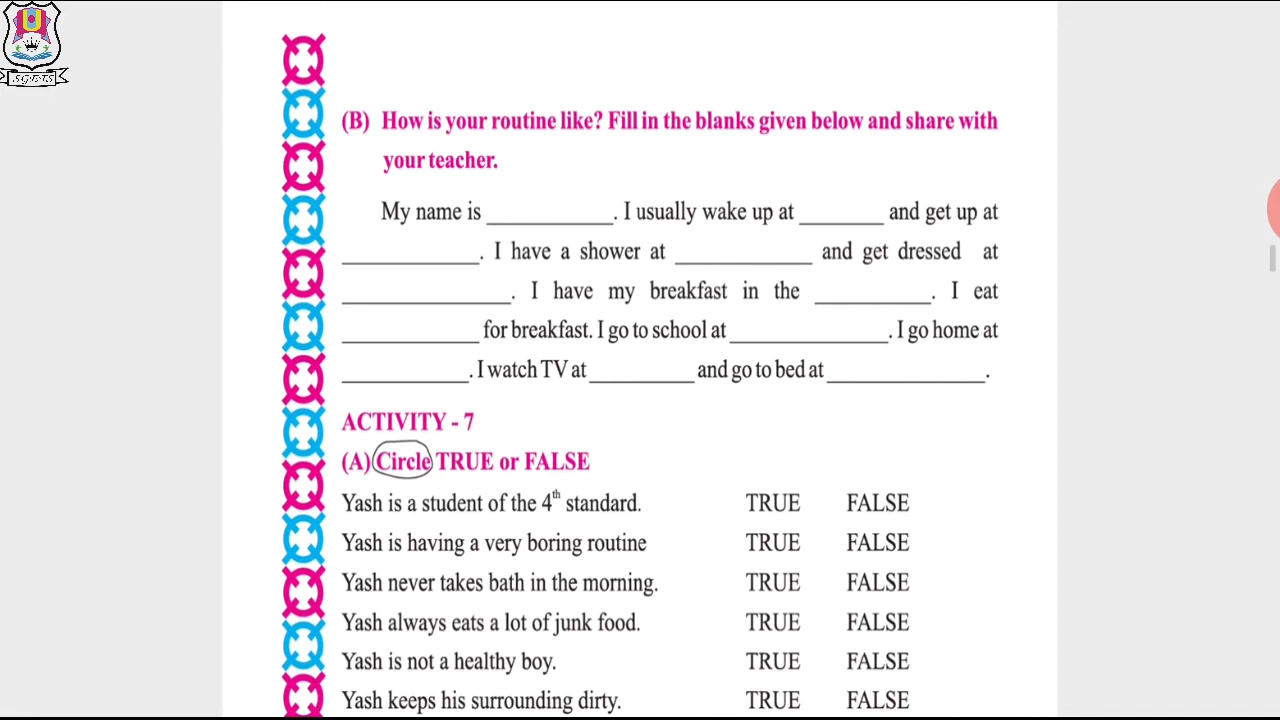 (B) How is your routine like? Fill in the blanks given below and share with
your teacher.
My name is ____________. I usually wake up at ________ and get up at
_____________. I have a shower at _____________ and get dressed at
________________. I have my breakfast in the ___________. I eat
_____________ for breakfast. I go to school at _______________. I go home at
____________. I watch TV at __________ and go to bed at _______________.
ACTIVITY - 7
(A) Circle TRUE or FALSE
Yash is a student of the 4th standard. TRUE FALSE
Yash is having a very boring routine TRUE FALSE
Yash never takes bath in the morning. TRUE FALSE
Yash always eats a lot of junk food. TRUE FALSE
Yash is not a healthy boy. TRUE FALSE
Yash keeps his surrounding dirty. TRUE FALSE